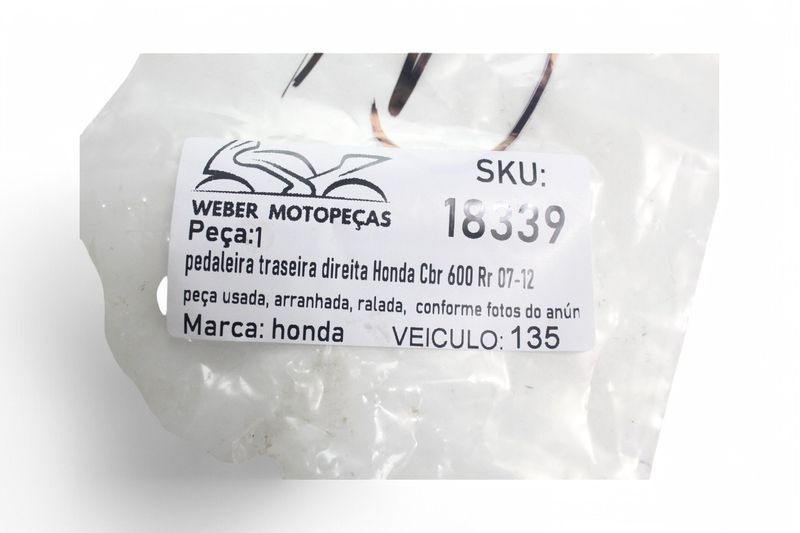 WEBER MOTOPEÇAS
SKU:
18339
Peça:1
pedaleira traseira direita Honda Cbr 600 Rr 07-12
peça usada, arranhada, ralada, conforme fotos do anún
Marca: honda VEICULO: 135